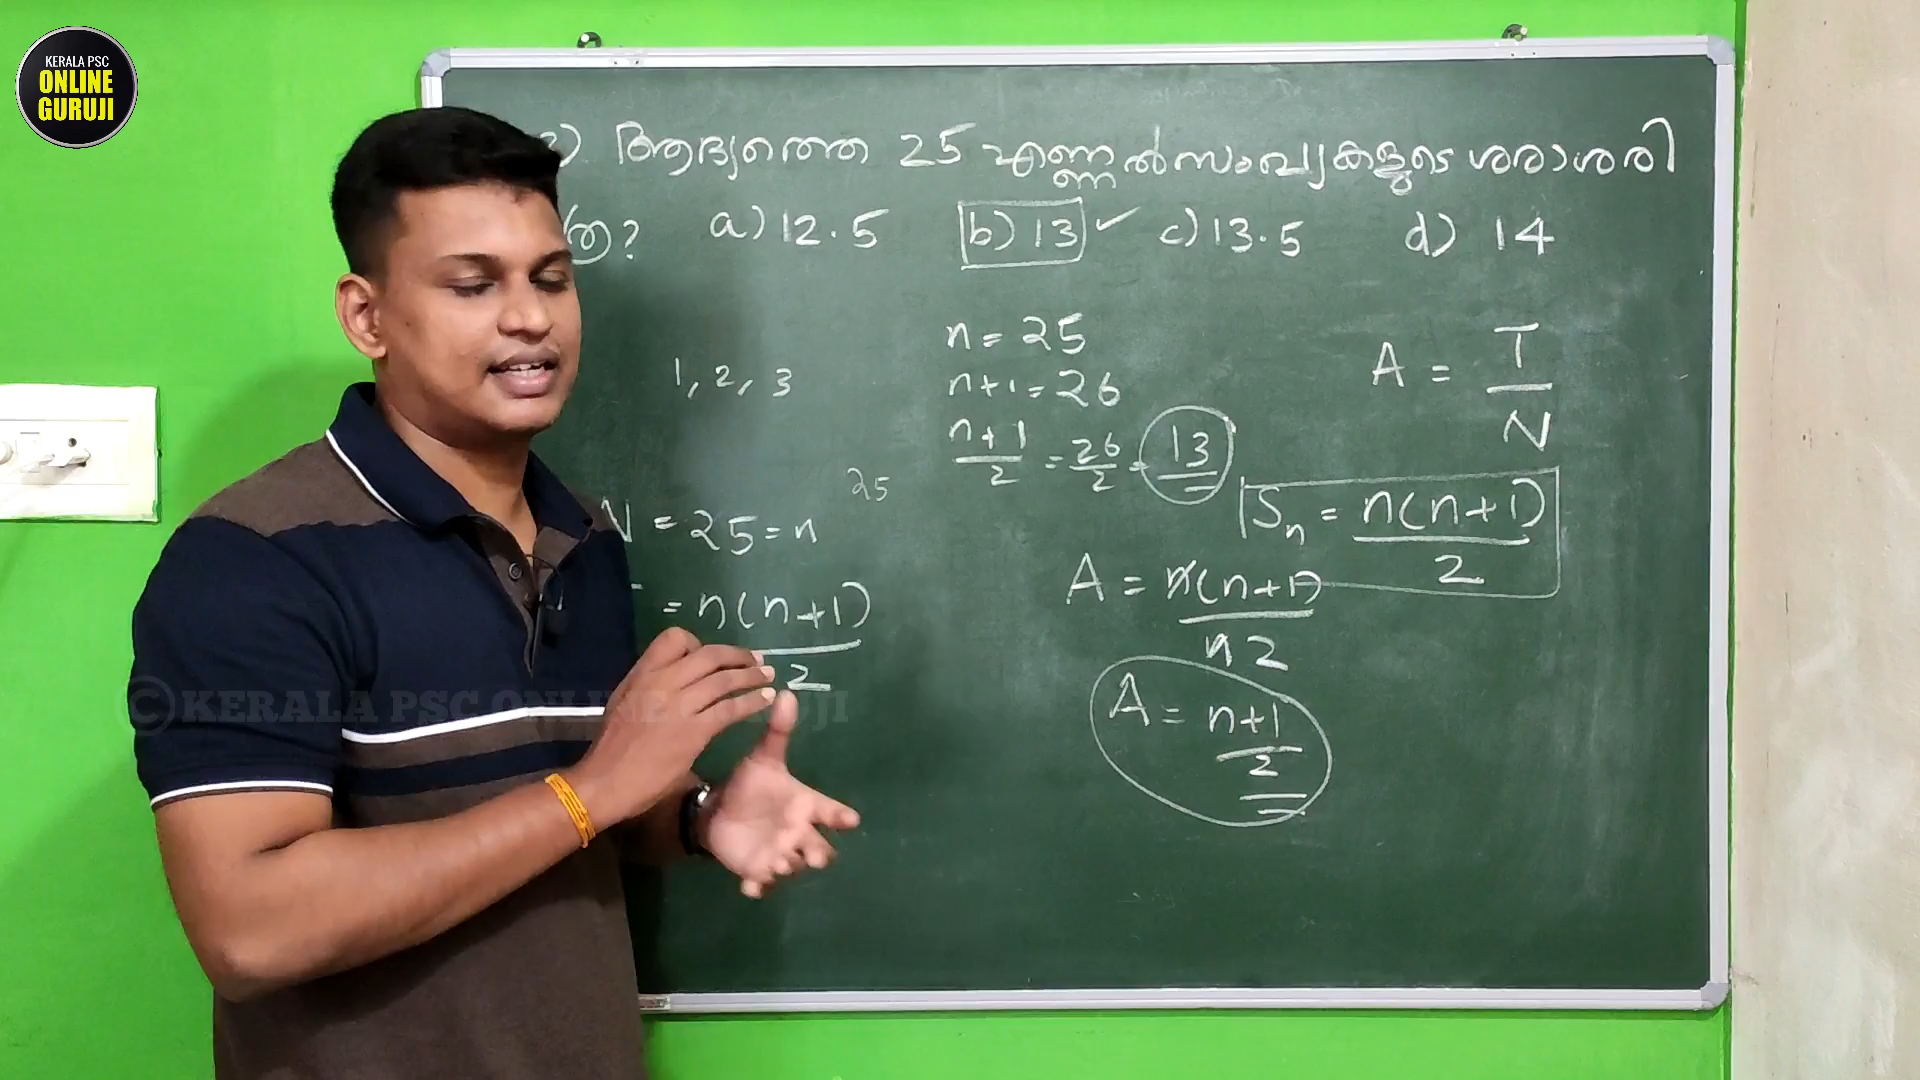 KERALA PSC
ONLINE
GURUJI
ആദ്യത്തെ 25 എണ്ണൽസംഖ്യകളുടെ ശരാശരി
ത്ര? a) 12.5 b) 13 ✓ c) 13.5 d) 14
1, 2, 3
25
N = 25 = n
= n(n+1)
2
n = 25
n+1 = 26
n+1/2 = 26/2 = 13
A = T/N
Sn = n(n+1)/2
A = n(n+1)/n2
A = n+1/2
©KERALA PSC ONLINE GURUJI